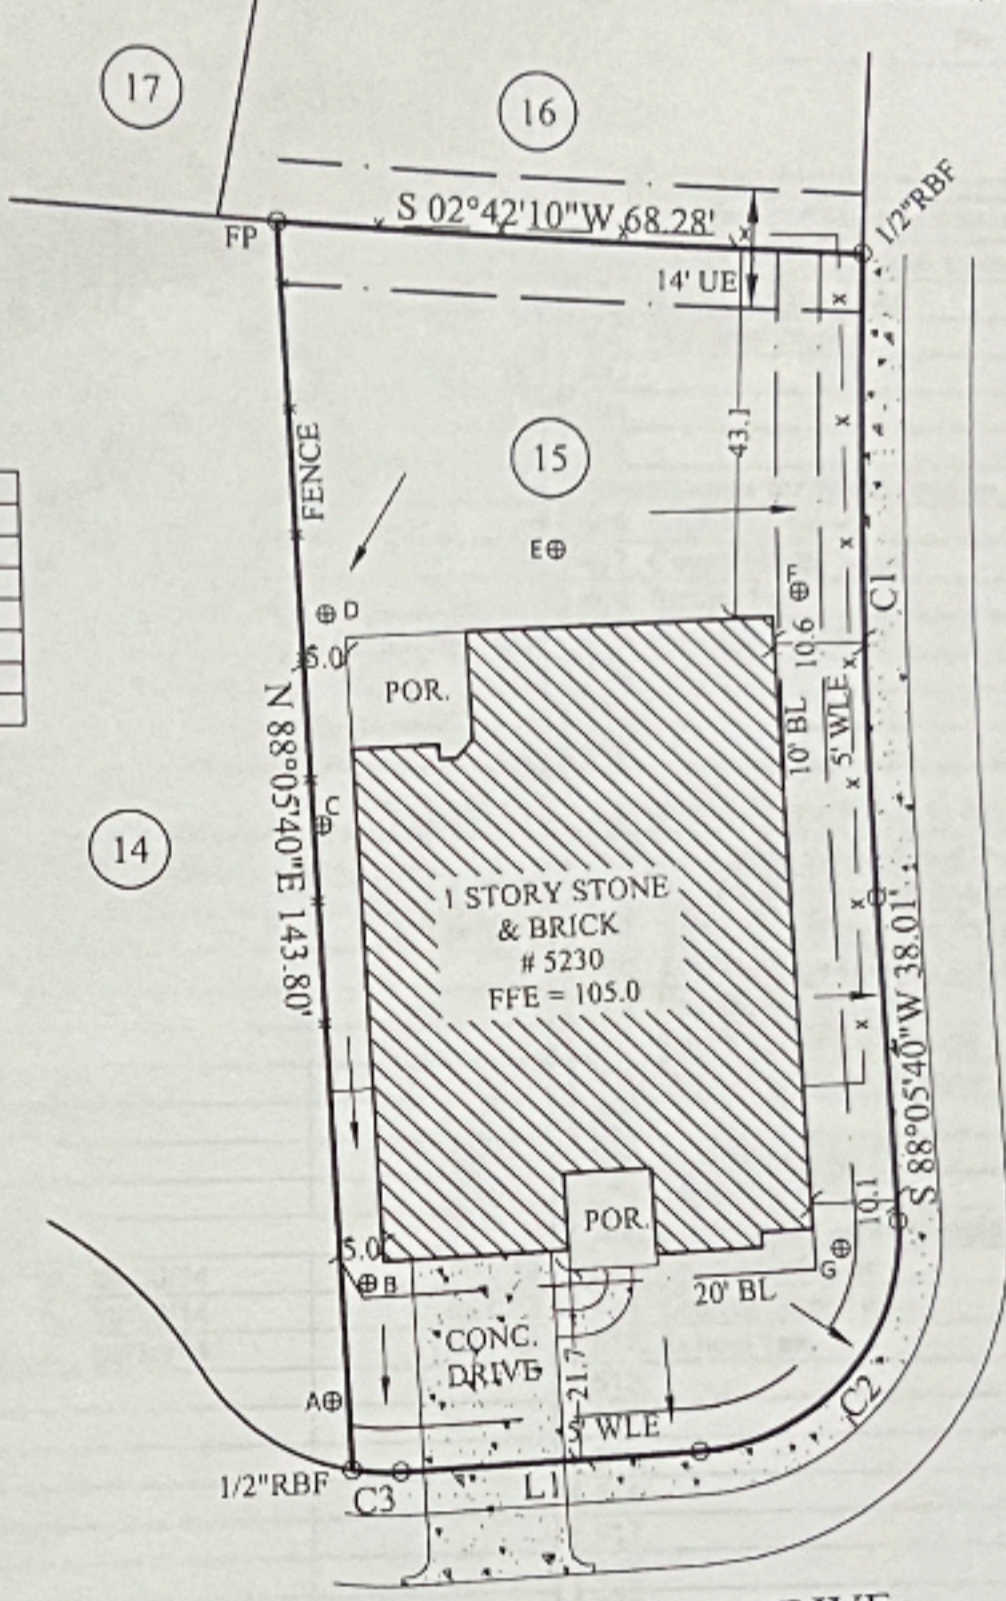 17
16
1/2"RBF
S 02°42'10"W 68.28'
FP
14' UE
43.1
15
FENCE
E
F
C1
D
5.0
10.6
POR.
10' BL
5' WLE
N 88°05'40"E 143.80'
C
14
1 STORY STONE
& BRICK
# 5230
FFE = 105.0
S 88°05'40"W 38.01'
10.1
POR.
5.0
B
G
20' BL
CONC.
DRIVE
21.7
A
5' WLE
C2
1/2"RBF
C3
L1